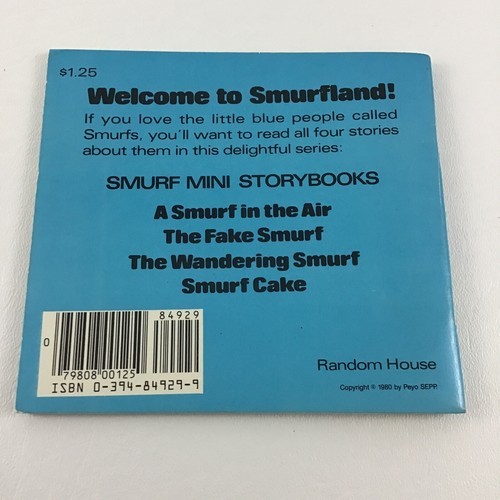 $1.25
Welcome to Smurfland!
If you love the little blue people called
Smurfs, you'll want to read all four stories
about them in this delightful series:
SMURF MINI STORYBOOKS
A Smurf in the Air
The Fake Smurf
The Wandering Smurf
Smurf Cake
84929
0
79808 00125
ISBN 0-394-84929-9
Random House
Copyright © 1980 by Peyo SEPP.